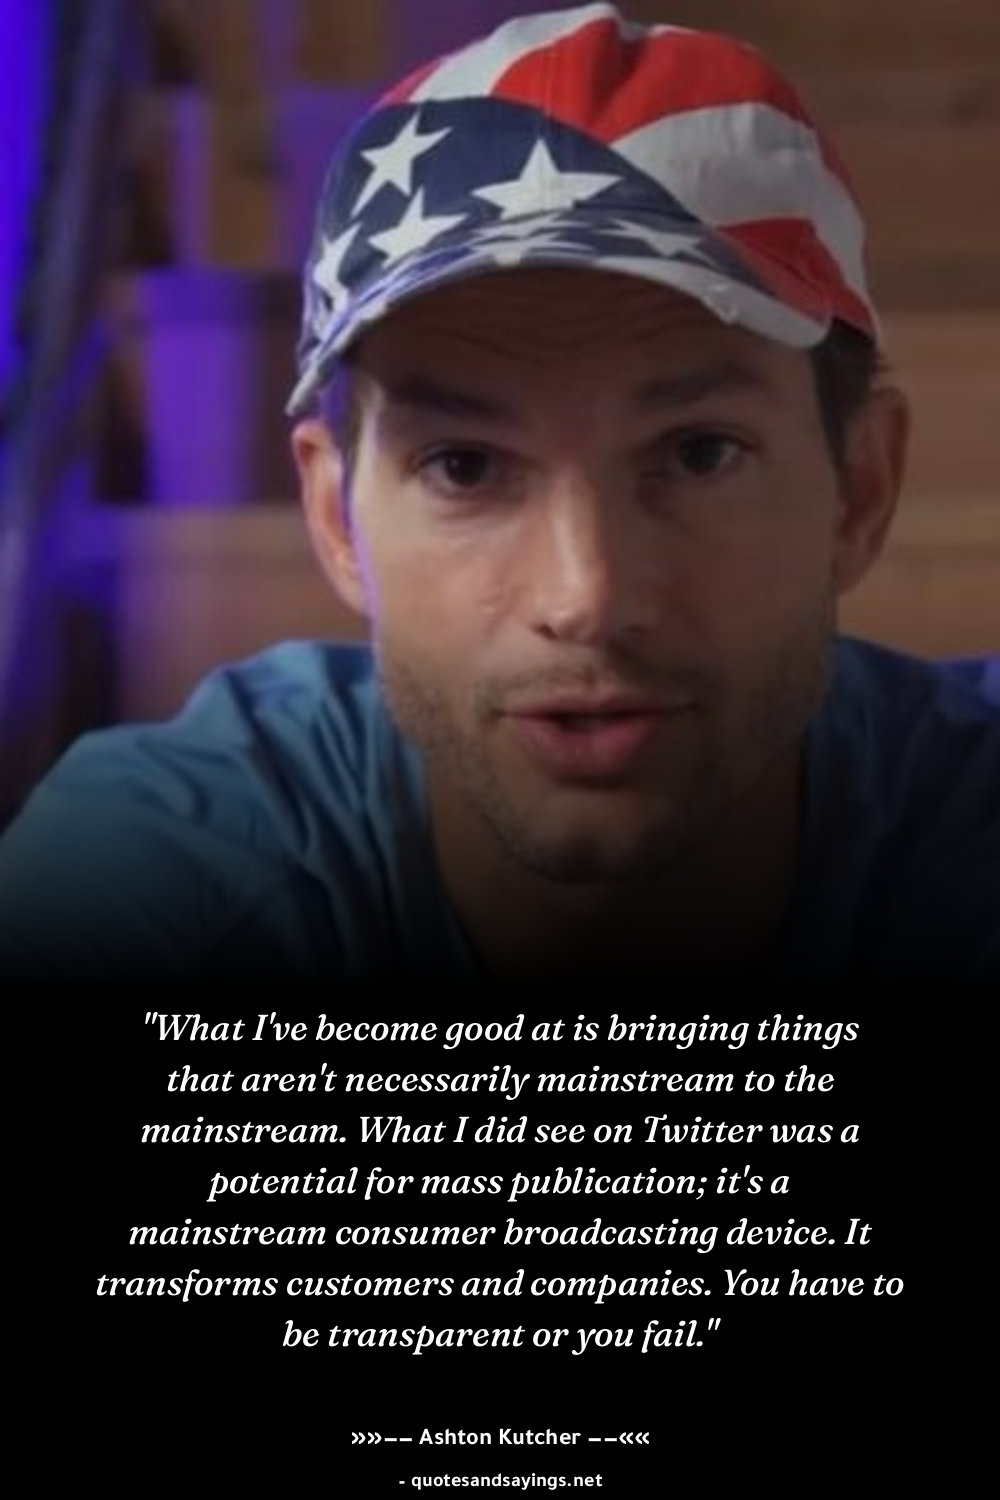 "What I've become good at is bringing things
that aren't necessarily mainstream to the
mainstream. What I did see on Twitter was a
potential for mass publication; it's a
mainstream consumer broadcasting device. It
transforms customers and companies. You have to
be transparent or you fail."
»»–– Ashton Kutcher ––««
- quotesandsayings.net